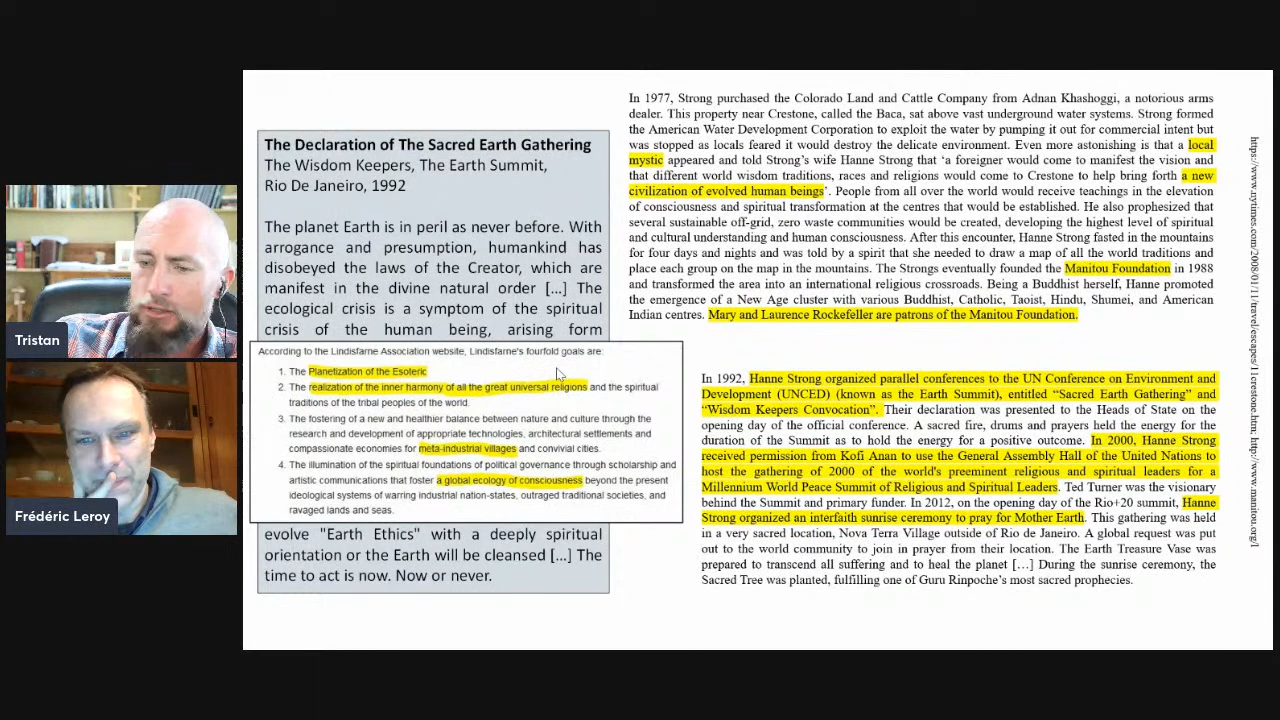 The Declaration of The Sacred Earth Gathering
The Wisdom Keepers, The Earth Summit,
Rio De Janeiro, 1992
The planet Earth is in peril as never before. With
arrogance and presumption, humankind has
disobeyed the laws of the Creator, which are
manifest in the divine natural order [...] The
ecological crisis is a symptom of the spiritual
crisis of the human being, arising form
According to the Lindisfarne Association website, Lindisfarne's fourfold goals are:
1. The Planetization of the Esoteric
2. The realization of the inner harmony of all the great universal religions and the spiritual
traditions of the tribal peoples of the world.
3. The fostering of a new and healthier balance between nature and culture through the
research and development of appropriate technologies, architectural settlements and
compassionate economies for meta-industrial villages and convivial cities.
4. The illumination of the spiritual foundations of political governance through scholarship and
artistic communications that foster a global ecology of consciousness beyond the present
ideological systems of warring industrial nation-states, outraged traditional societies, and
ravaged lands and seas.
evolve "Earth Ethics" with a deeply spiritual
orientation or the Earth will be cleansed [...] The
time to act is now. Now or never.
In 1977, Strong purchased the Colorado Land and Cattle Company from Adnan Khashoggi, a notorious arms
dealer. This property near Crestone, called the Baca, sat above vast underground water systems. Strong formed
the American Water Development Corporation to exploit the water by pumping it out for commercial intent but
was stopped as locals feared it would destroy the delicate environment. Even more astonishing is that a local
mystic appeared and told Strong's wife Hanne Strong that 'a foreigner would come to manifest the vision and
that different world wisdom traditions, races and religions would come to Crestone to help bring forth a new
civilization of evolved human beings'. People from all over the world would receive teachings in the elevation
of consciousness and spiritual transformation at the centres that would be established. He also prophesized that
several sustainable off-grid, zero waste communities would be created, developing the highest level of spiritual
and cultural understanding and human consciousness. After this encounter, Hanne Strong fasted in the mountains
for four days and nights and was told by a spirit that she needed to draw a map of all the world traditions and
place each group on the map in the mountains. The Strongs eventually founded the Manitou Foundation in 1988
and transformed the area into an international religious crossroads. Being a Buddhist herself, Hanne promoted
the emergence of a New Age cluster with various Buddhist, Catholic, Taoist, Hindu, Shumei, and American
Indian centres. Mary and Laurence Rockefeller are patrons of the Manitou Foundation.
In 1992, Hanne Strong organized parallel conferences to the UN Conference on Environment and
Development (UNCED) (known as the Earth Summit), entitled “Sacred Earth Gathering” and
“Wisdom Keepers Convocation”. Their declaration was presented to the Heads of State on the
opening day of the official conference. A sacred fire, drums and prayers held the energy for the
duration of the Summit as to hold the energy for a positive outcome. In 2000, Hanne Strong
received permission from Kofi Anan to use the General Assembly Hall of the United Nations to
host the gathering of 2000 of the world's preeminent religious and spiritual leaders for a
Millennium World Peace Summit of Religious and Spiritual Leaders. Ted Turner was the visionary
behind the Summit and primary funder. In 2012, on the opening day of the Rio+20 summit, Hanne
Strong organized an interfaith sunrise ceremony to pray for Mother Earth. This gathering was held
in a very sacred location, Nova Terra Village outside of Rio de Janeiro. A global request was put
out to the world community to join in prayer from their location. The Earth Treasure Vase was
prepared to transcend all suffering and to heal the planet [...] During the sunrise ceremony, the
Sacred Tree was planted, fulfilling one of Guru Rinpoche's most sacred prophecies.
https://www.nytimes.com/2008/01/11/travel/escapes/11crestone.htm; http://www.manitou.org/1
Tristan
Frédéric Leroy